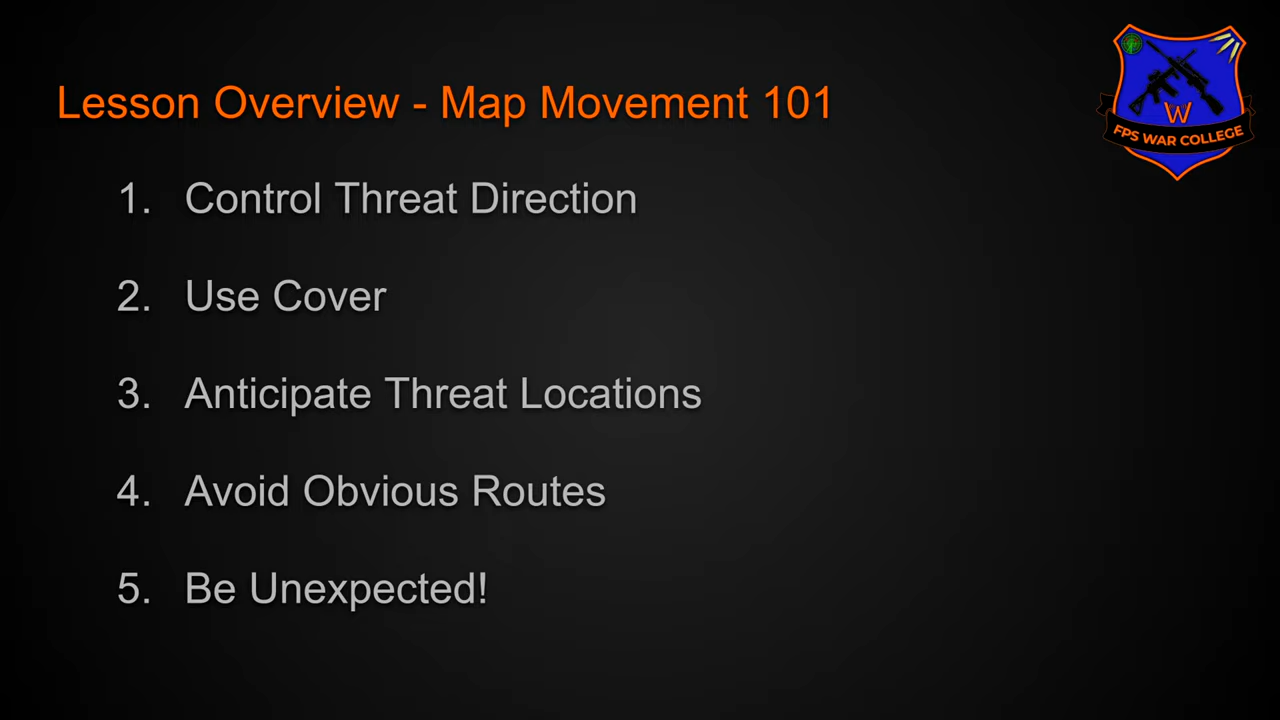 Lesson Overview - Map Movement 101
W
FPS WAR COLLEGE
1. Control Threat Direction
2. Use Cover
3. Anticipate Threat Locations
4. Avoid Obvious Routes
5. Be Unexpected!